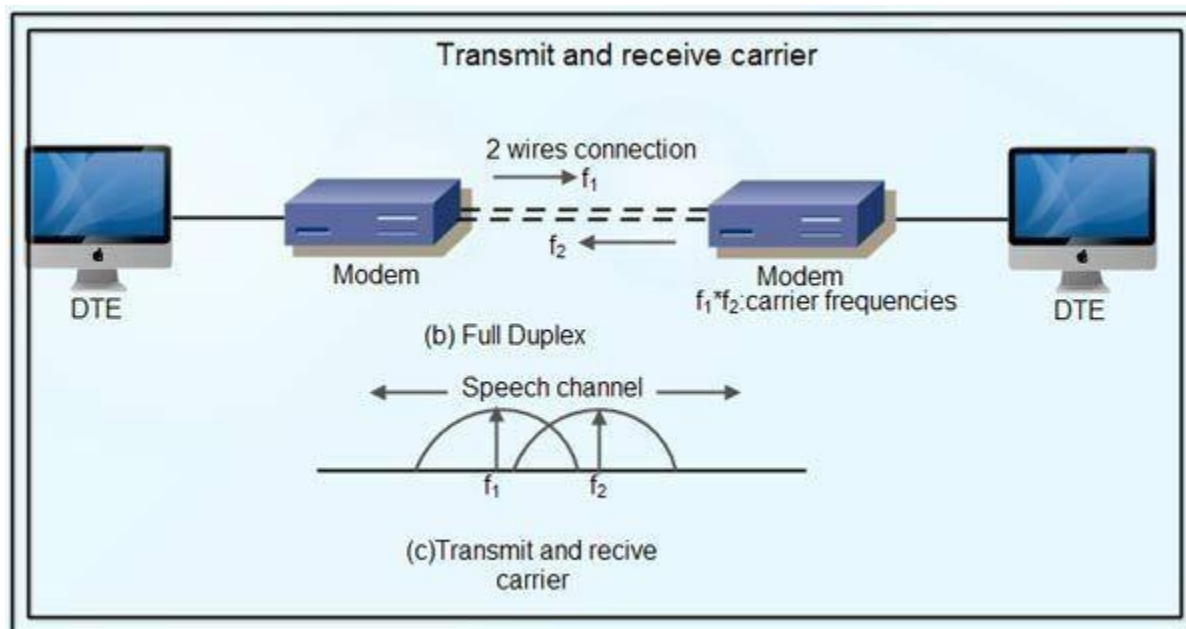 Transmit and receive carrier
2 wires connection
f₁
f₂
Modem
Modem
DTE
f₁*f₂:carrier frequencies
DTE
(b) Full Duplex
Speech channel
f₁
f₂
(c)Transmit and recive
carrier